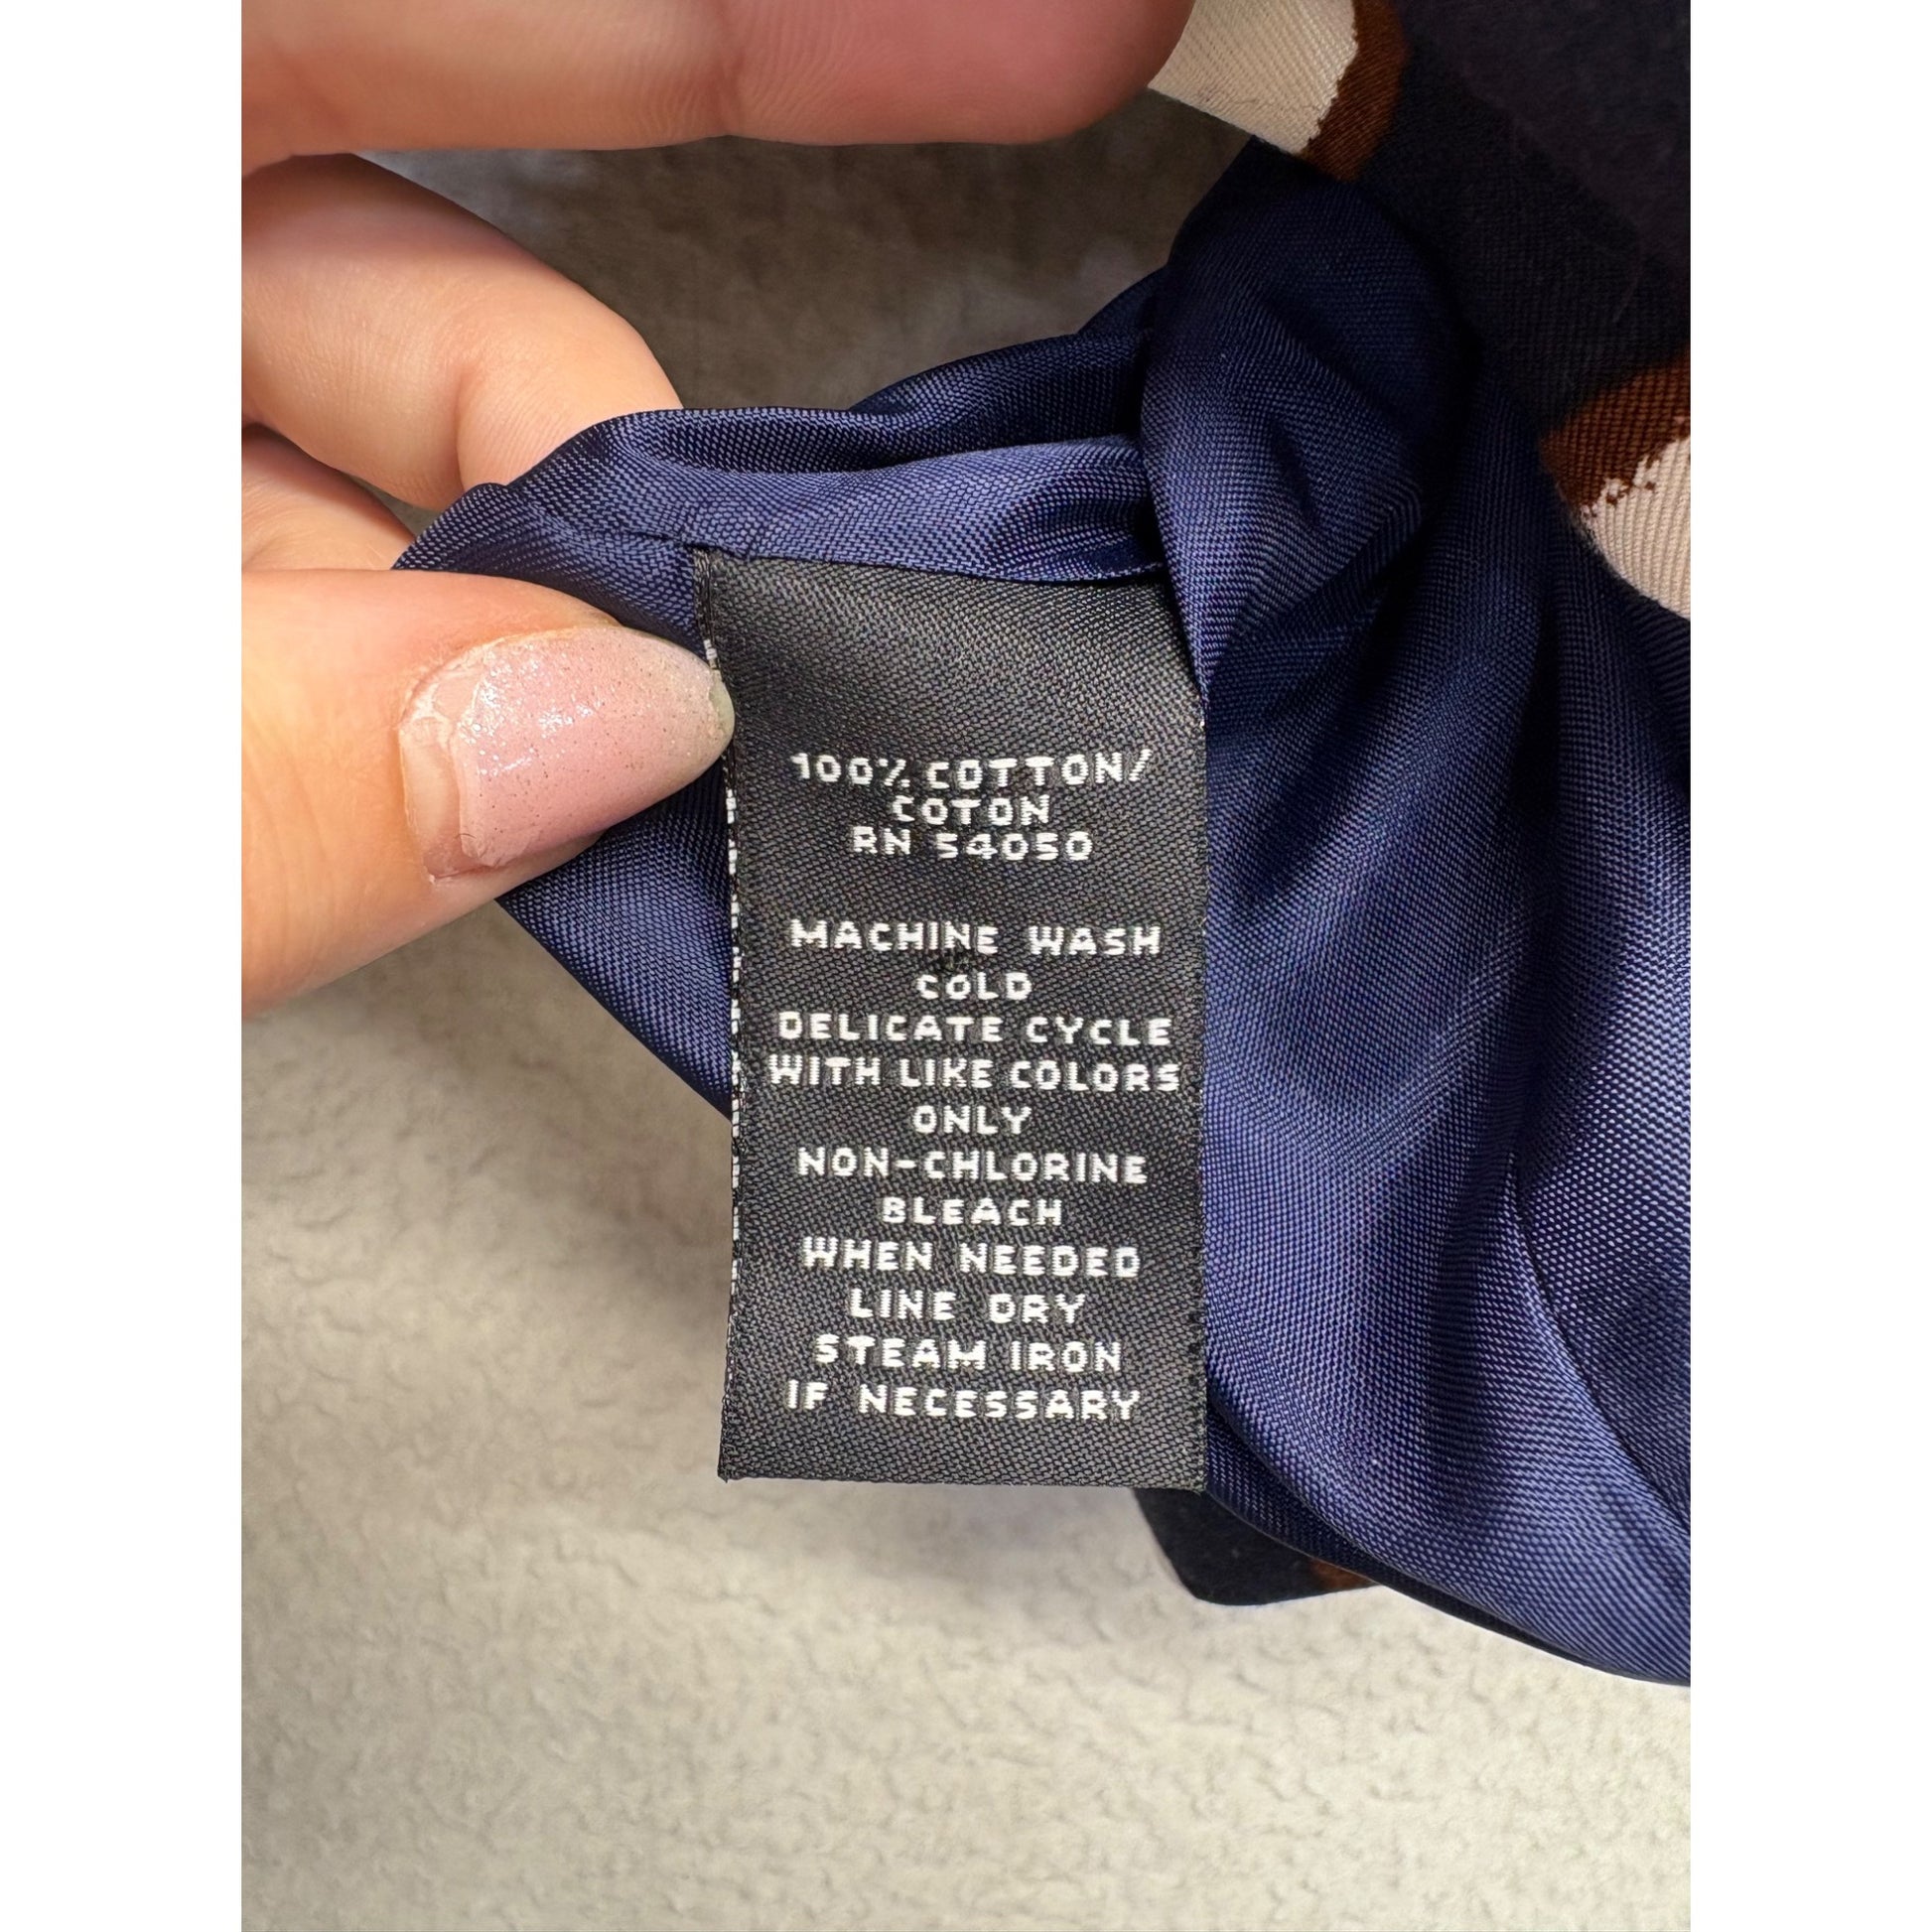 100% COTTON/
COTON
RN 54050
MACHINE WASH
COLD
DELICATE CYCLE
WITH LIKE COLORS
ONLY
NON-CHLORINE
BLEACH
WHEN NEEDED
LINE DRY
STEAM IRON
IF NECESSARY